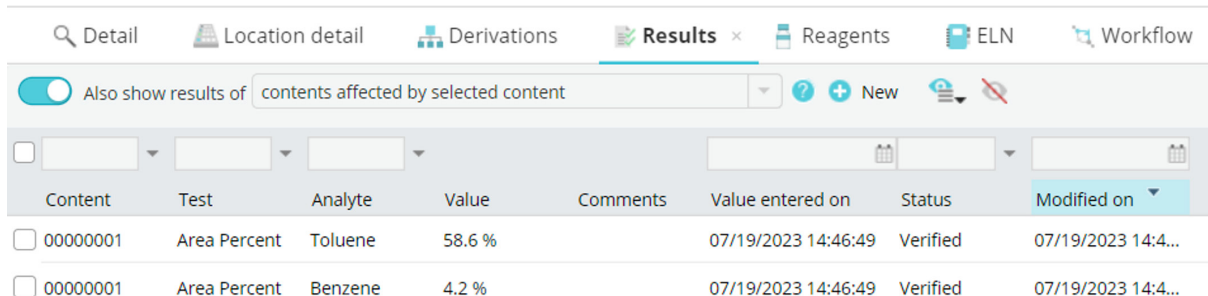 Detail Location detail Derivations Results × Reagents ELN Workflow
Also show results of contents affected by selected content ? New
Content Test Analyte Value Comments Value entered on Status Modified on
00000001 Area Percent Toluene 58.6 % 07/19/2023 14:46:49 Verified 07/19/2023 14:4...
00000001 Area Percent Benzene 4.2 % 07/19/2023 14:46:49 Verified 07/19/2023 14:4...